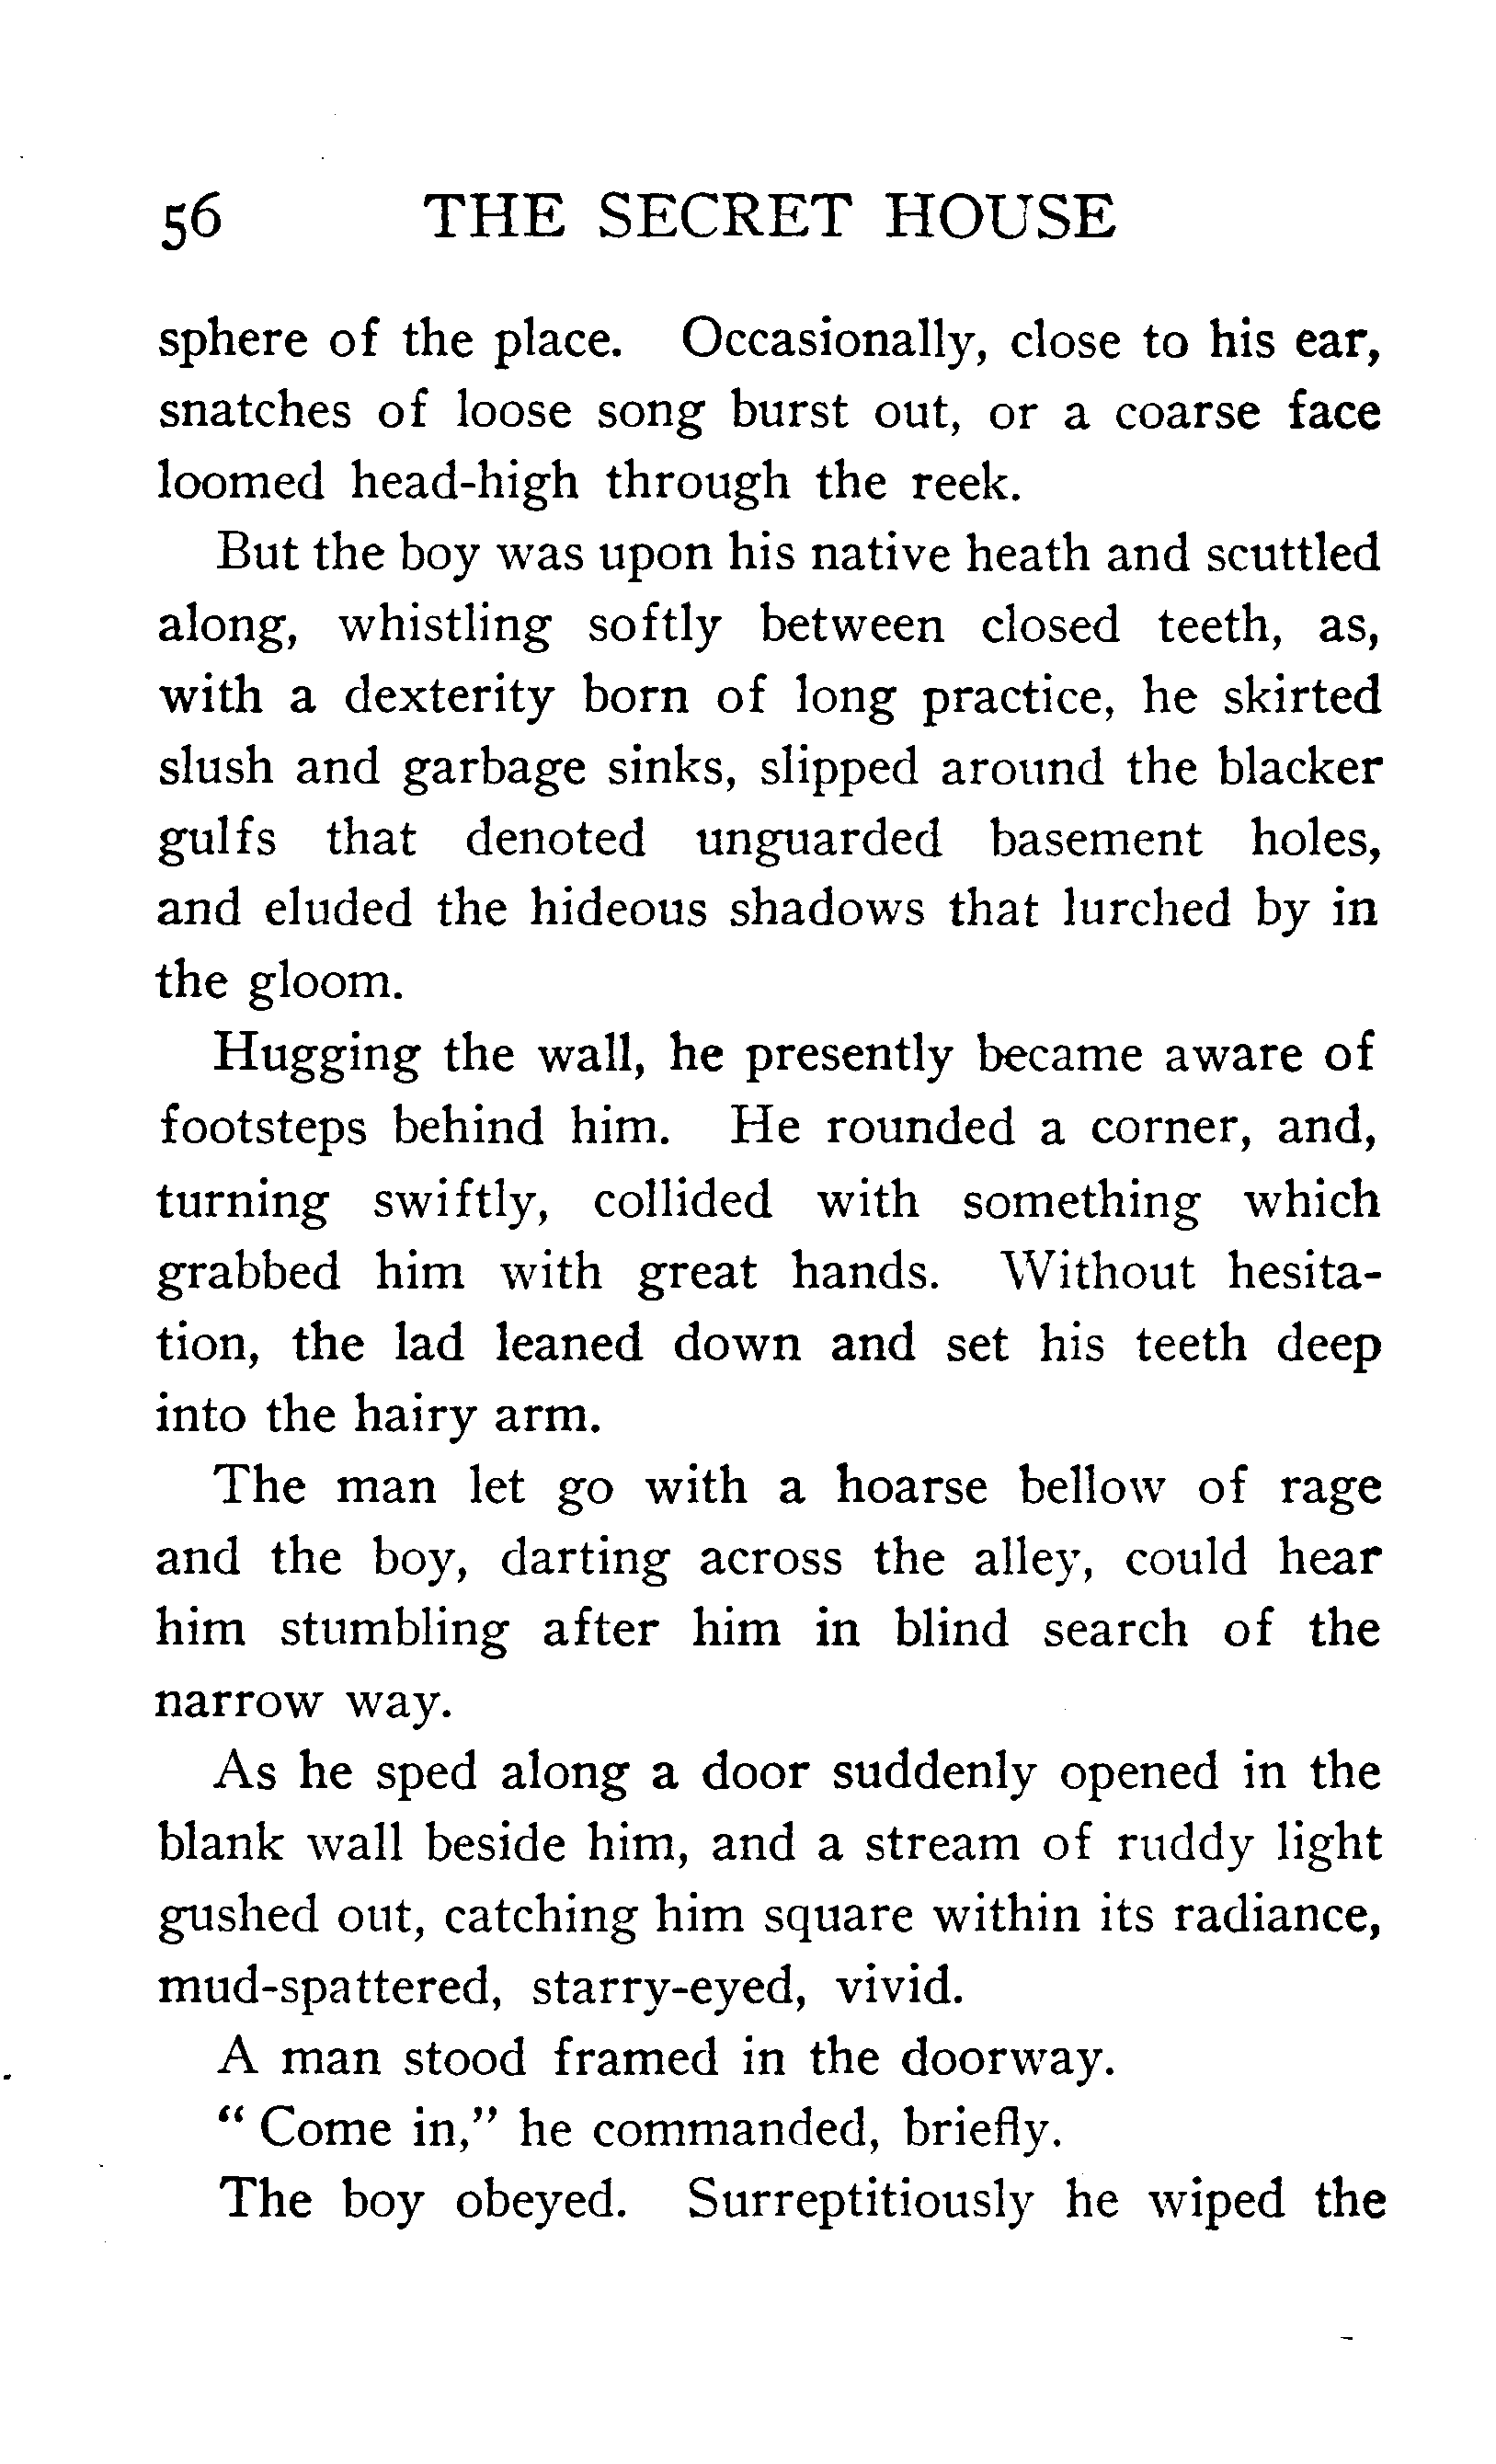 56 THE SECRET HOUSE
sphere of the place. Occasionally, close to his ear,
snatches of loose song burst out, or a coarse face
loomed head-high through the reek.
But the boy was upon his native heath and scuttled
along, whistling softly between closed teeth, as,
with a dexterity born of long practice, he skirted
slush and garbage sinks, slipped around the blacker
gulfs that denoted unguarded basement holes,
and eluded the hideous shadows that lurched by in
the gloom.
Hugging the wall, he presently became aware of
footsteps behind him. He rounded a corner, and,
turning swiftly, collided with something which
grabbed him with great hands. Without hesita-
tion, the lad leaned down and set his teeth deep
into the hairy arm.
The man let go with a hoarse bellow of rage
and the boy, darting across the alley, could hear
him stumbling after him in blind search of the
narrow way.
As he sped along a door suddenly opened in the
blank wall beside him, and a stream of ruddy light
gushed out, catching him square within its radiance,
mud-spattered, starry-eyed, vivid.
A man stood framed in the doorway.
“ Come in,” he commanded, briefly.
The boy obeyed. Surreptitiously he wiped the